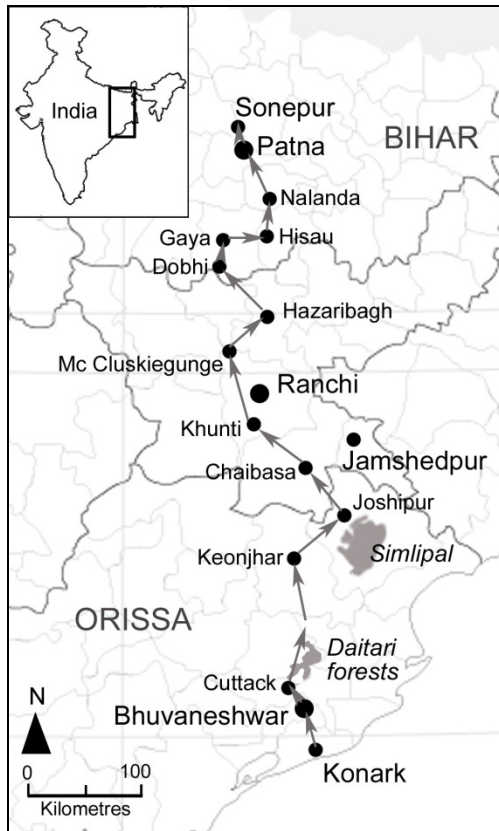 India
Sonepur
BIHAR
Patna
Nalanda
Gaya
Hisau
Dobhi
Hazaribagh
Mc Cluskiegunge
Ranchi
Khunti
Jamshedpur
Chaibasa
Joshipur
Keonjhar
Simlipal
ORISSA
Daitari
forests
Cuttack
N
Bhuvaneshwar
Konark
0 100
Kilometres